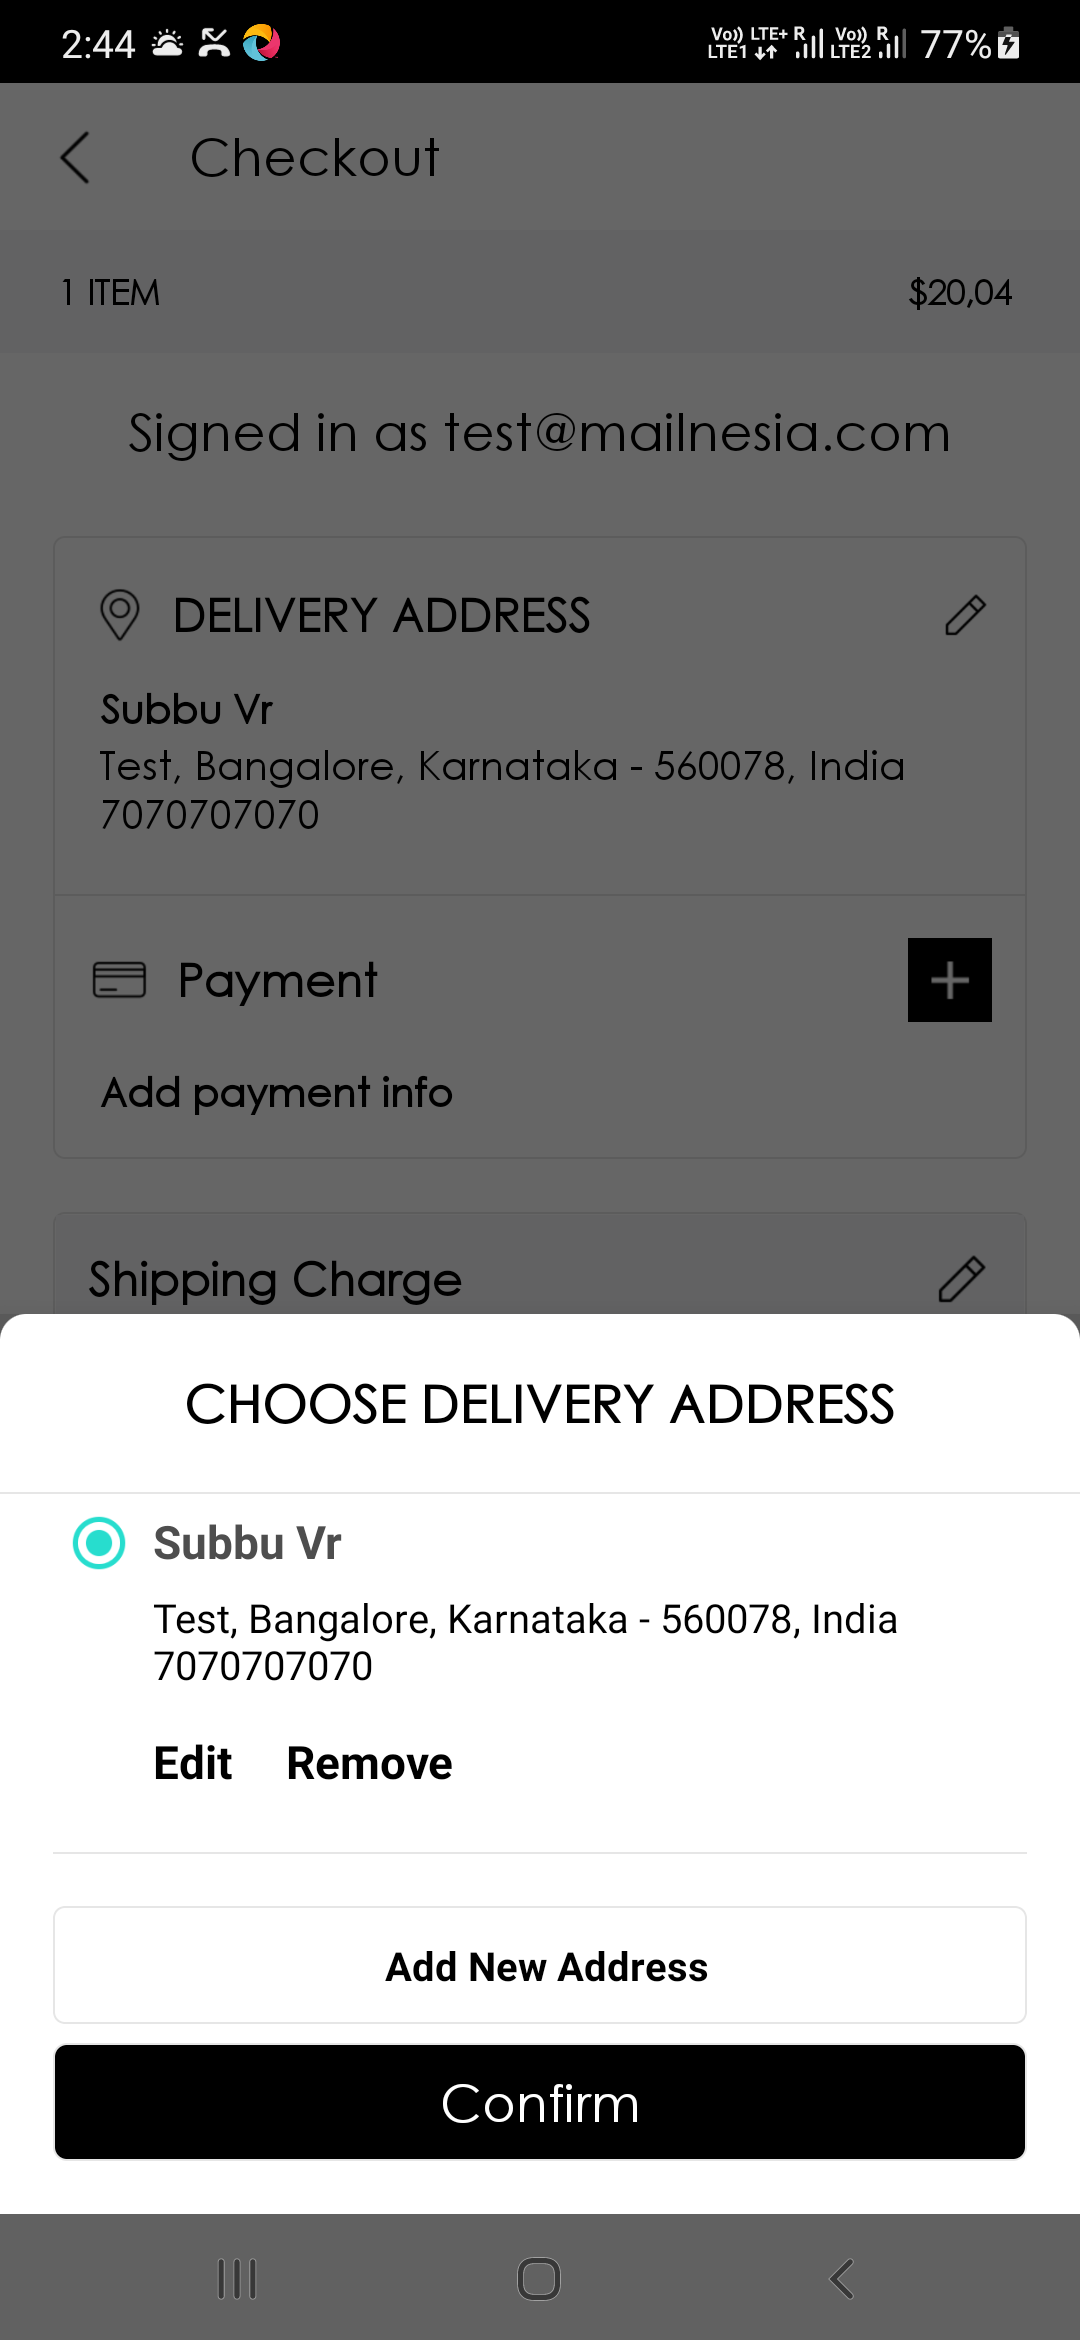 2:44 Vo)) LTE1 LTE+ R Vo)) LTE2 R 77%
Checkout
1 ITEM $20,04
Signed in as test@mailnesia.com
DELIVERY ADDRESS
Subbu Vr
Test, Bangalore, Karnataka - 560078, India
7070707070
Payment
Add payment info
Shipping Charge
CHOOSE DELIVERY ADDRESS
Subbu Vr
Test, Bangalore, Karnataka - 560078, India
7070707070
Edit Remove
Add New Address
Confirm